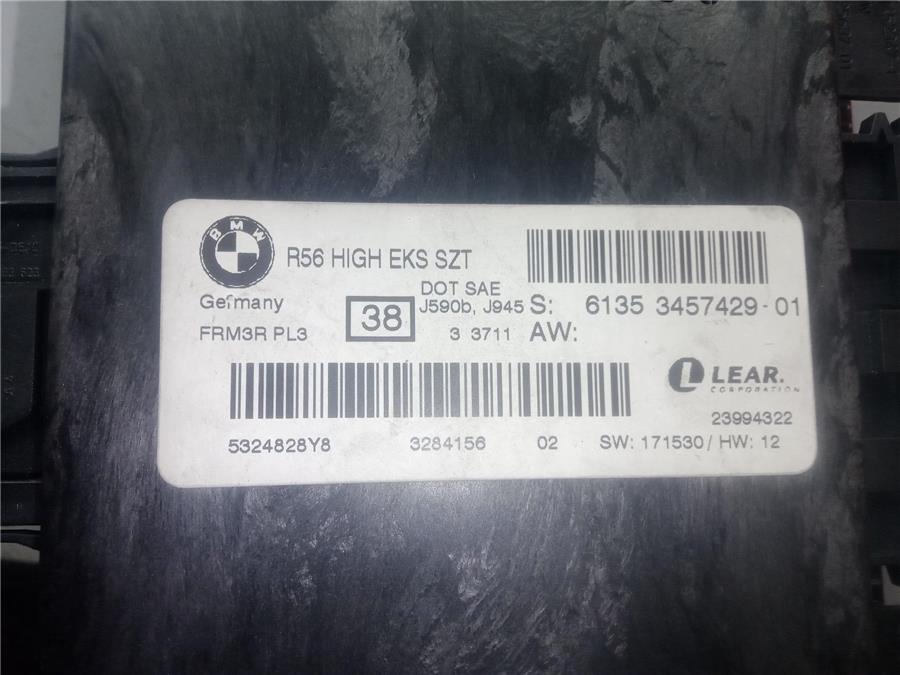 BMW
R56 HIGH EKS SZT
Germany
DOT SAE
J590b, J945
S: 6135 3457429-01
FRM3R PL3
38
3 3711
AW:
LEAR.
CORPORATION
23994322
5324828Y8 3284156 02 SW: 171530 / HW: 12